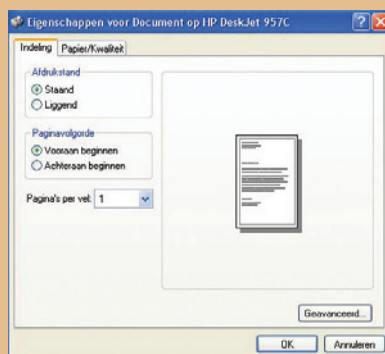 Eigenschappen voor Document op HP DeskJet 957C
Indeling
Papier/Kwaliteit
Afdrukstand
Staand
Liggend
Paginavolgorde
Vooraan beginnen
Achteraan beginnen
Pagina's per vel: 1
Geavanceerd...
OK
Annuleren